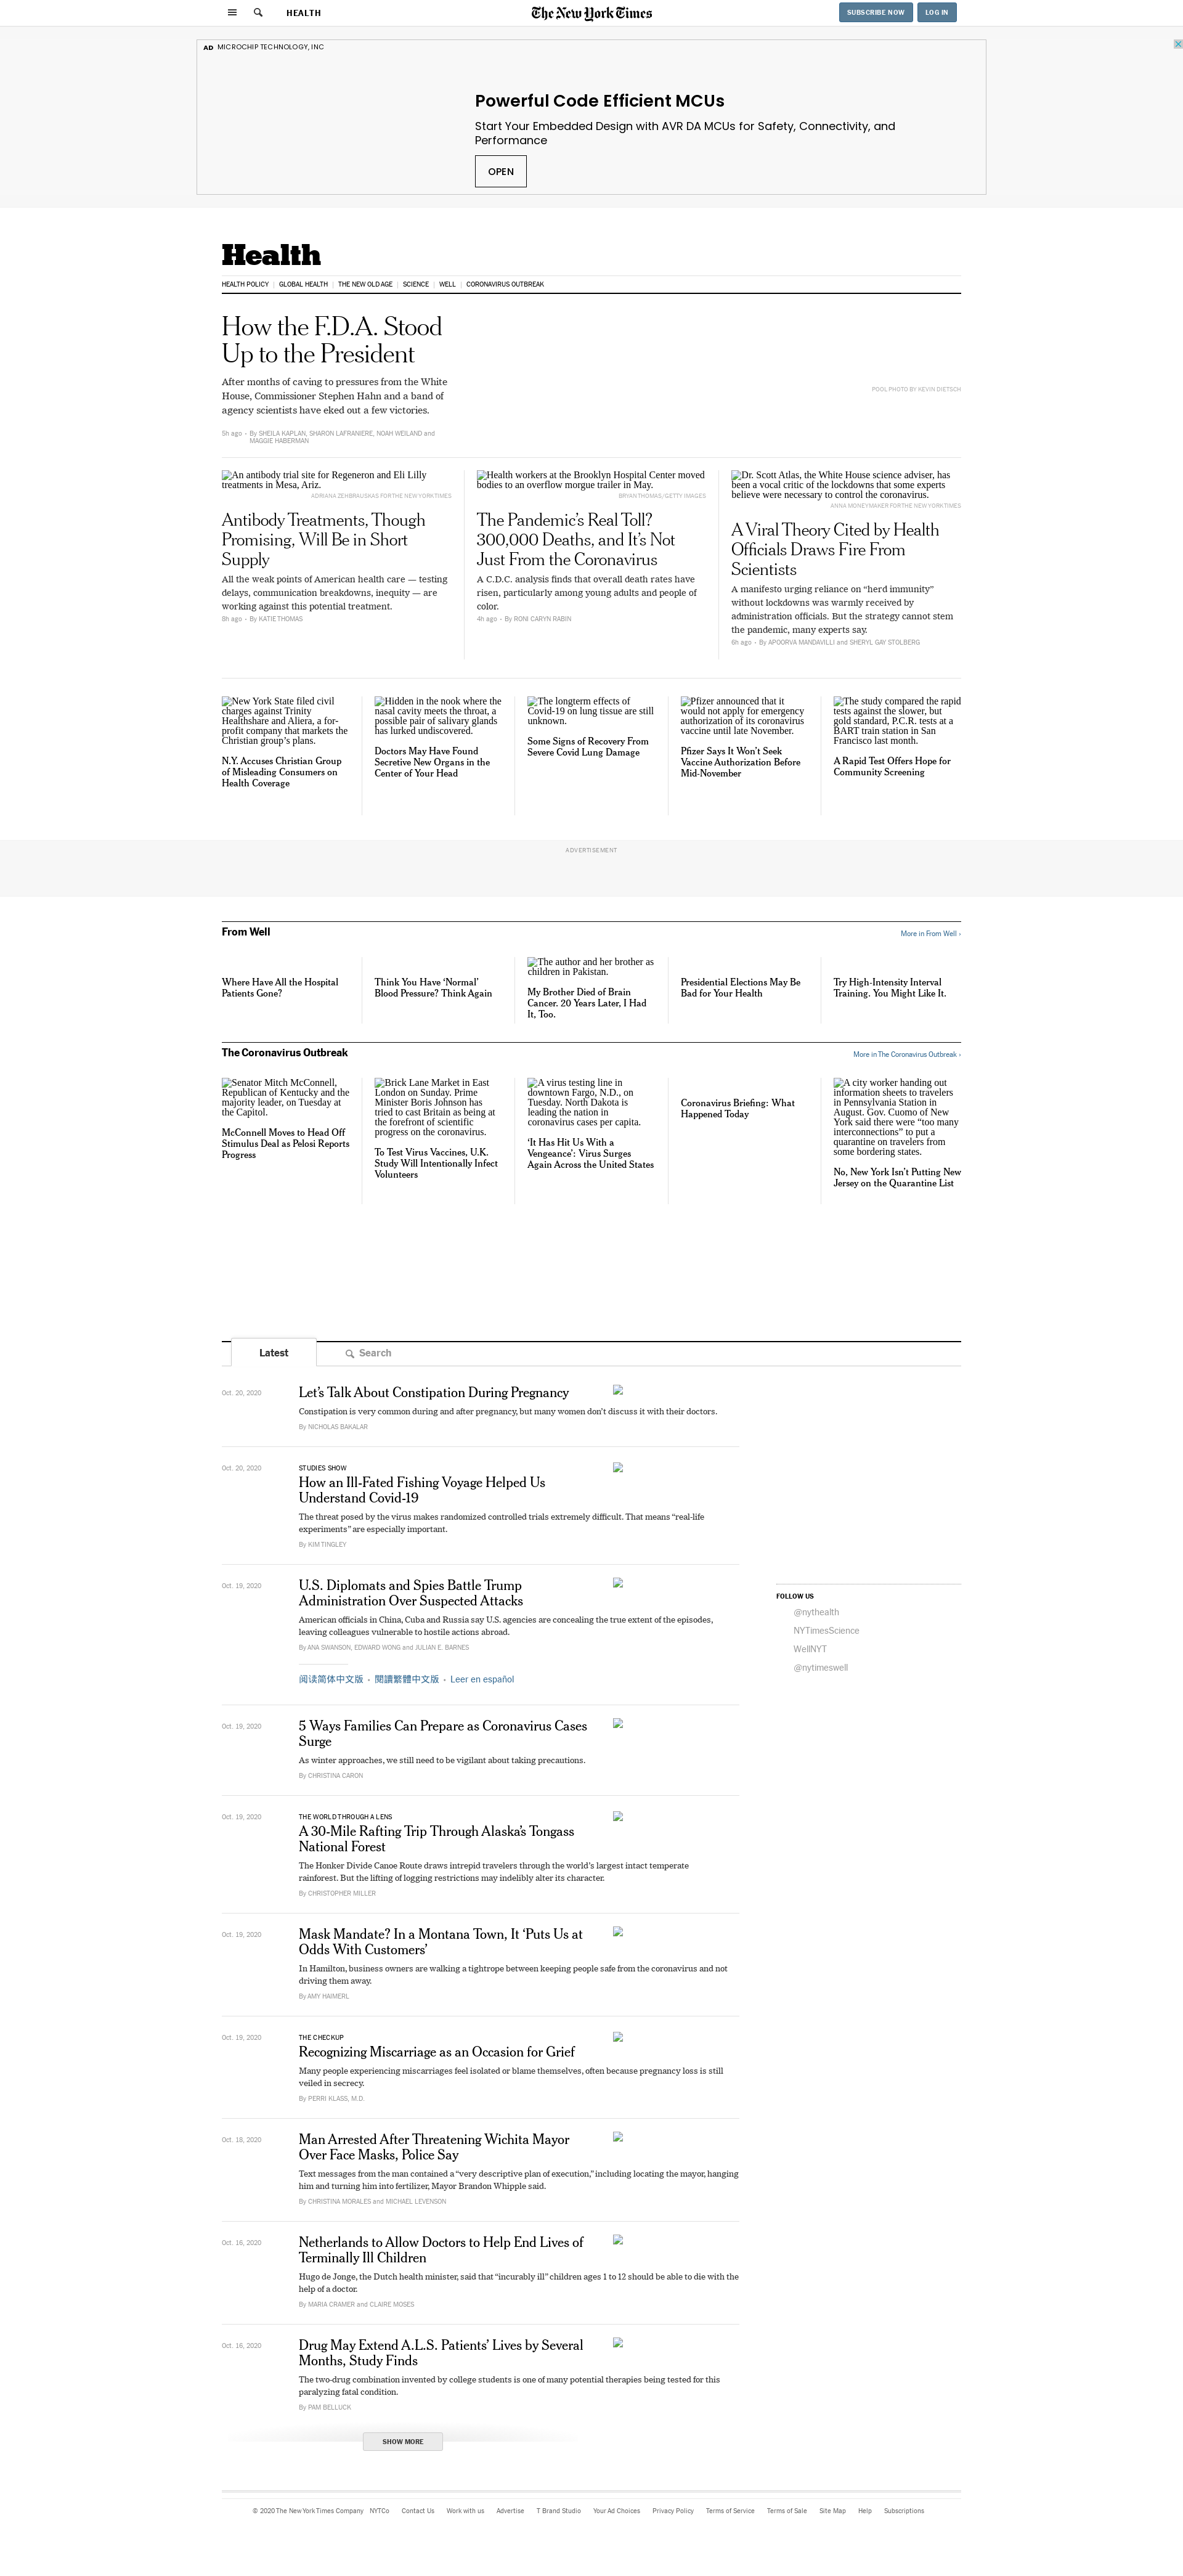 HEALTH
The New York Times
SUBSCRIBE NOW
LOG IN
AD MICROCHIP TECHNOLOGY, INC
Powerful Code Efficient MCUs
Start Your Embedded Design with AVR DA MCUs for Safety, Connectivity, and
Performance
OPEN
Health
HEALTH POLICY | GLOBAL HEALTH | THE NEW OLD AGE | SCIENCE | WELL | CORONAVIRUS OUTBREAK
How the F.D.A. Stood
Up to the President
After months of caving to pressures from the White
House, Commissioner Stephen Hahn and a band of
agency scientists have eked out a few victories.
5h ago • By SHEILA KAPLAN, SHARON LAFRANIERE, NOAH WEILAND and
MAGGIE HABERMAN
POOL PHOTO BY KEVIN DIETSCH
An antibody trial site for Regeneron and Eli Lilly
treatments in Mesa, Ariz.
ADRIANA ZEHBRAUSKAS FOR THE NEW YORK TIMES
Antibody Treatments, Though
Promising, Will Be in Short
Supply
All the weak points of American health care — testing
delays, communication breakdowns, inequity — are
working against this potential treatment.
8h ago • By KATIE THOMAS
Health workers at the Brooklyn Hospital Center moved
bodies to an overflow morgue trailer in May.
BRYAN THOMAS/GETTY IMAGES
The Pandemic’s Real Toll?
300,000 Deaths, and It’s Not
Just From the Coronavirus
A C.D.C. analysis finds that overall death rates have
risen, particularly among young adults and people of
color.
4h ago • By RONI CARYN RABIN
Dr. Scott Atlas, the White House science adviser, has
been a vocal critic of the lockdowns that some experts
believe were necessary to control the coronavirus.
ANNA MONEYMAKER FOR THE NEW YORK TIMES
A Viral Theory Cited by Health
Officials Draws Fire From
Scientists
A manifesto urging reliance on “herd immunity”
without lockdowns was warmly received by
administration officials. But the strategy cannot stem
the pandemic, many experts say.
6h ago • By APOORVA MANDAVILLI and SHERYL GAY STOLBERG
New York State filed civil
charges against Trinity
Healthshare and Aliera, a for-
profit company that markets the
Christian group’s plans.
N.Y. Accuses Christian Group
of Misleading Consumers on
Health Coverage
Hidden in the nook where the
nasal cavity meets the throat, a
possible pair of salivary glands
has lurked undiscovered.
Doctors May Have Found
Secretive New Organs in the
Center of Your Head
The longterm effects of
Covid-19 on lung tissue are still
unknown.
Some Signs of Recovery From
Severe Covid Lung Damage
Pfizer announced that it
would not apply for emergency
authorization of its coronavirus
vaccine until late November.
Pfizer Says It Won’t Seek
Vaccine Authorization Before
Mid-November
The study compared the rapid
tests against the slower, but
gold standard, P.C.R. tests at a
BART train station in San
Francisco last month.
A Rapid Test Offers Hope for
Community Screening
ADVERTISEMENT
From Well
More in From Well ›
Where Have All the Hospital
Patients Gone?
Think You Have ‘Normal’
Blood Pressure? Think Again
The author and her brother as
children in Pakistan.
My Brother Died of Brain
Cancer. 20 Years Later, I Had
It, Too.
Presidential Elections May Be
Bad for Your Health
Try High-Intensity Interval
Training. You Might Like It.
The Coronavirus Outbreak
More in The Coronavirus Outbreak ›
Senator Mitch McConnell,
Republican of Kentucky and the
majority leader, on Tuesday at
the Capitol.
McConnell Moves to Head Off
Stimulus Deal as Pelosi Reports
Progress
Brick Lane Market in East
London on Sunday. Prime
Minister Boris Johnson has
tried to cast Britain as being at
the forefront of scientific
progress on the coronavirus.
To Test Virus Vaccines, U.K.
Study Will Intentionally Infect
Volunteers
A virus testing line in
downtown Fargo, N.D., on
Tuesday. North Dakota is
leading the nation in
coronavirus cases per capita.
‘It Has Hit Us With a
Vengeance’: Virus Surges
Again Across the United States
Coronavirus Briefing: What
Happened Today
A city worker handing out
information sheets to travelers
in Pennsylvania Station in
August. Gov. Cuomo of New
York said there were “too many
interconnections” to put a
quarantine on travelers from
some bordering states.
No, New York Isn’t Putting New
Jersey on the Quarantine List
Latest
Search
Oct. 20, 2020
Let’s Talk About Constipation During Pregnancy
Constipation is very common during and after pregnancy, but many women don’t discuss it with their doctors.
By NICHOLAS BAKALAR
Oct. 20, 2020
STUDIES SHOW
How an Ill-Fated Fishing Voyage Helped Us
Understand Covid-19
The threat posed by the virus makes randomized controlled trials extremely difficult. That means “real-life
experiments” are especially important.
By KIM TINGLEY
Oct. 19, 2020
U.S. Diplomats and Spies Battle Trump
Administration Over Suspected Attacks
American officials in China, Cuba and Russia say U.S. agencies are concealing the true extent of the episodes,
leaving colleagues vulnerable to hostile actions abroad.
By ANA SWANSON, EDWARD WONG and JULIAN E. BARNES
阅读简体中文版 • 閱讀繁體中文版 • Leer en español
FOLLOW US
@nythealth
NYTimesScience
WellNYT
@nytimeswell
Oct. 19, 2020
5 Ways Families Can Prepare as Coronavirus Cases
Surge
As winter approaches, we still need to be vigilant about taking precautions.
By CHRISTINA CARON
Oct. 19, 2020
THE WORLD THROUGH A LENS
A 30-Mile Rafting Trip Through Alaska’s Tongass
National Forest
The Honker Divide Canoe Route draws intrepid travelers through the world’s largest intact temperate
rainforest. But the lifting of logging restrictions may indelibly alter its character.
By CHRISTOPHER MILLER
Oct. 19, 2020
Mask Mandate? In a Montana Town, It ‘Puts Us at
Odds With Customers’
In Hamilton, business owners are walking a tightrope between keeping people safe from the coronavirus and not
driving them away.
By AMY HAIMERL
Oct. 19, 2020
THE CHECKUP
Recognizing Miscarriage as an Occasion for Grief
Many people experiencing miscarriages feel isolated or blame themselves, often because pregnancy loss is still
veiled in secrecy.
By PERRI KLASS, M.D.
Oct. 18, 2020
Man Arrested After Threatening Wichita Mayor
Over Face Masks, Police Say
Text messages from the man contained a “very descriptive plan of execution,” including locating the mayor, hanging
him and turning him into fertilizer, Mayor Brandon Whipple said.
By CHRISTINA MORALES and MICHAEL LEVENSON
Oct. 16, 2020
Netherlands to Allow Doctors to Help End Lives of
Terminally Ill Children
Hugo de Jonge, the Dutch health minister, said that “incurably ill” children ages 1 to 12 should be able to die with the
help of a doctor.
By MARIA CRAMER and CLAIRE MOSES
Oct. 16, 2020
Drug May Extend A.L.S. Patients’ Lives by Several
Months, Study Finds
The two-drug combination invented by college students is one of many potential therapies being tested for this
paralyzing fatal condition.
By PAM BELLUCK
SHOW MORE
© 2020 The New York Times Company NYTCo Contact Us Work with us Advertise T Brand Studio Your Ad Choices Privacy Policy Terms of Service Terms of Sale Site Map Help Subscriptions